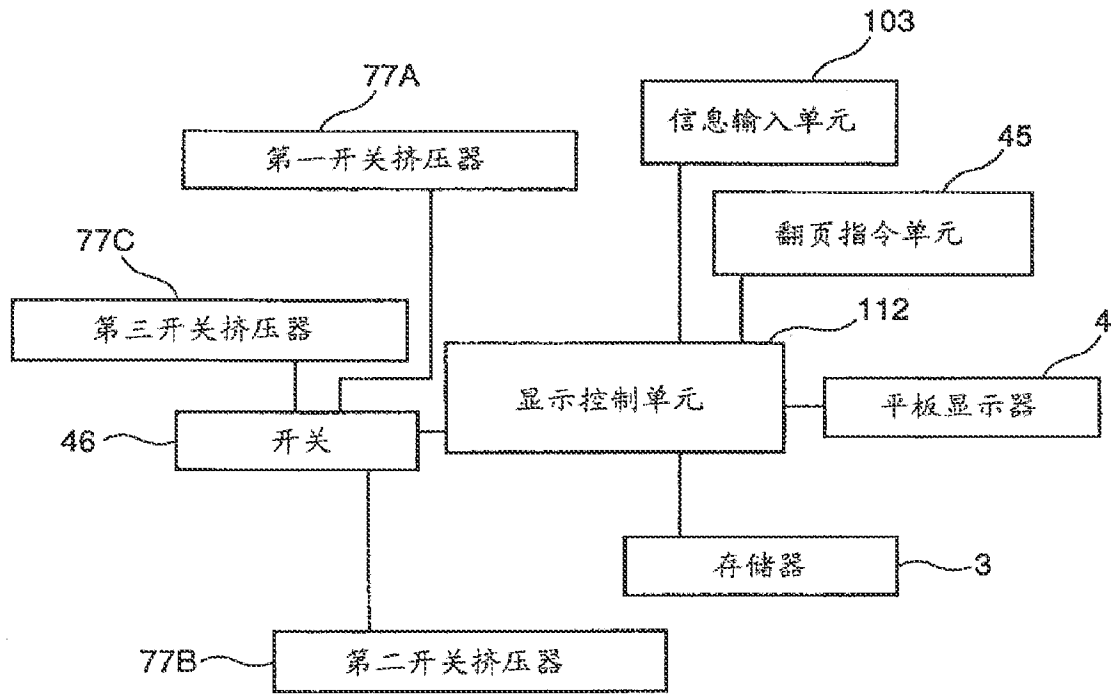 103
77A
信息输入单元
第一开关挤压器
45
翻页指令单元
77C
第三开关挤压器
112
4
显示控制单元
平板显示器
46
开关
存储器
3
77B
第二开关挤压器